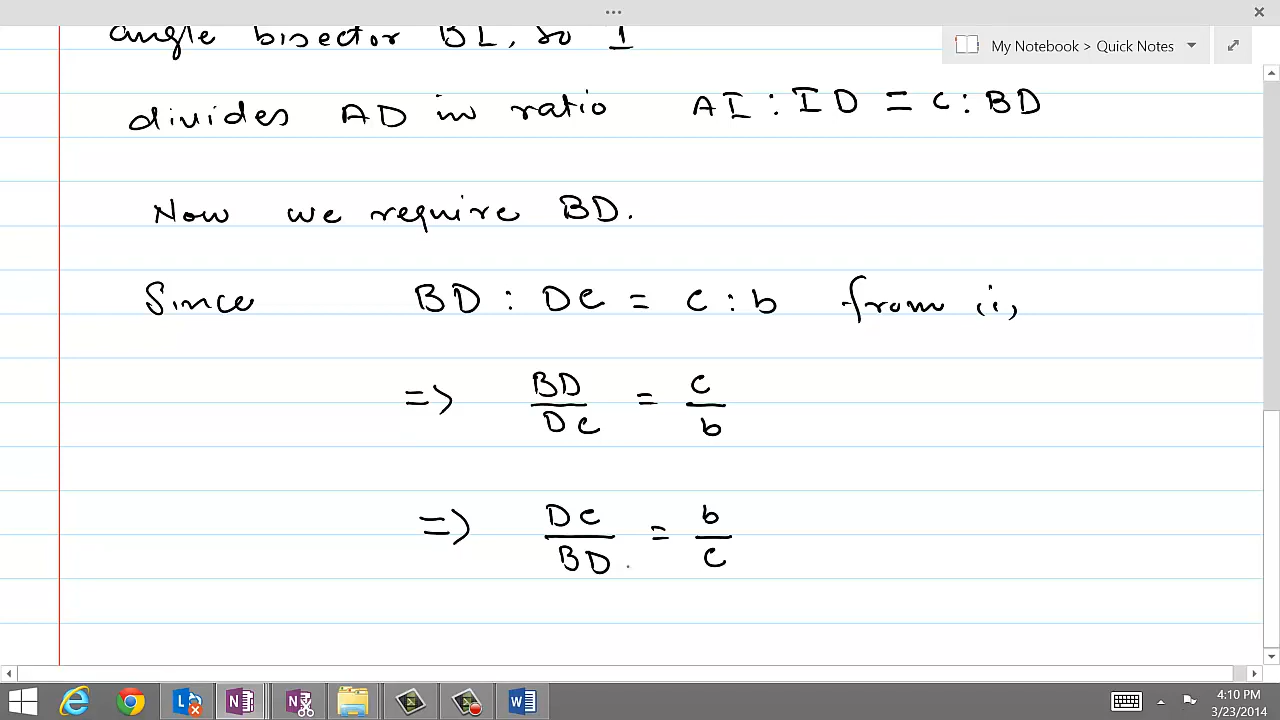 My Notebook > Quick Notes
angle bisector BL, so I
divides AD in ratio AI : ID = c : BD
Now we require BD.
Since BD : DC = c : b from ii,
=> BD/DC = c/b
=> DC/BD = b/c
4:10 PM
3/23/2014